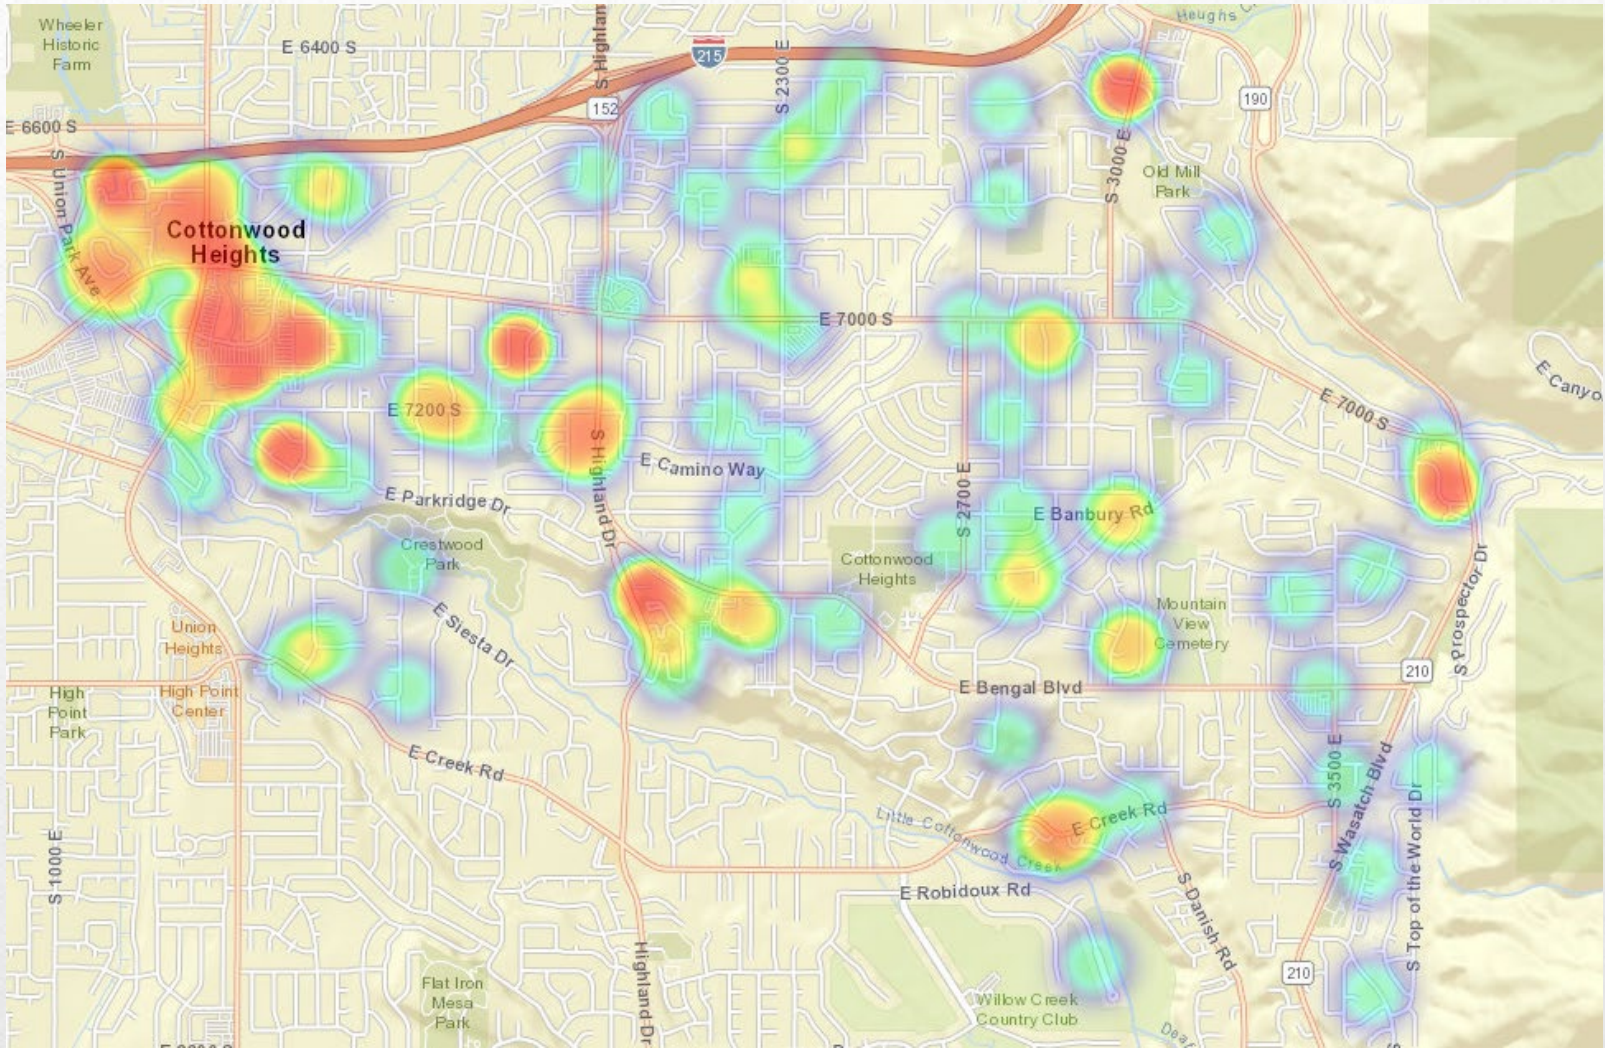 Wheeler
Historic
Farm
E 6400 S
S Highlan
215
S 2300 E
Heughs C
152
190
E 6600 S
S Union Park Ave
S 3000 E
Old Mill
Park
Cottonwood
Heights
E 7000 S
E Canyo
E 7000 S
E 7200 S
S Highland Dr
E Camino Way
S 2700 E
E Parkridge Dr
E Banbury Rd
Crestwood
Park
Cottonwood
Heights
S Prospector Dr
Mountain
View
Cemetery
E Siesta Dr
Union
Heights
High Point
Center
High
Point
Park
210
E Bengal Blvd
E Creek Rd
S 3500 E
S Wasatch Blvd
S Top of the World Dr
E Creek Rd
Little Cottonwood Creek
S 1000 E
E Robidoux Rd
S Danish Rd
Highland Dr
210
Flat Iron
Mesa
Park
Willow Creek
Country Club
Deaf